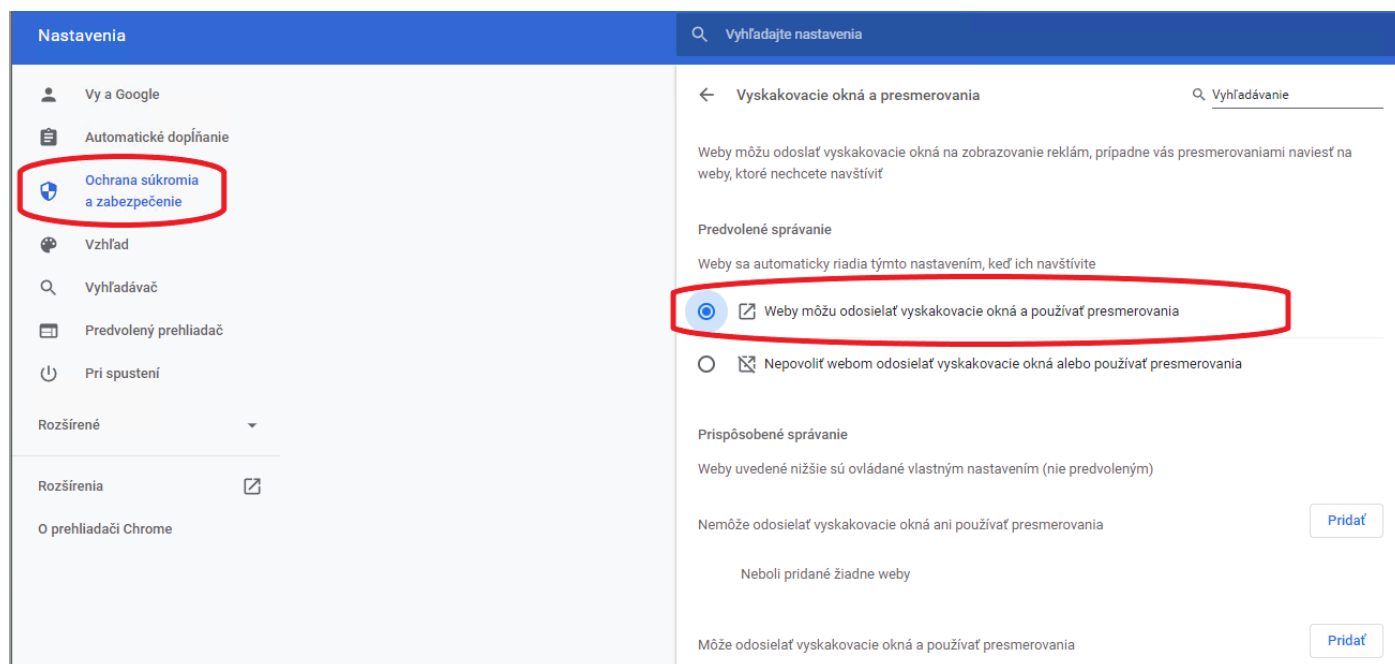 Nastavenia
Vyhľadajte nastavenia
Vy a Google
Automatické dopĺňanie
Ochrana súkromia
a zabezpečenie
Vzhľad
Vyhľadávač
Predvolený prehliadač
Pri spustení
Rozšírené
Rozšírenia
O prehliadači Chrome
Vyskakovacie okná a presmerovania
Vyhľadávanie
Weby môžu odoslať vyskakovacie okná na zobrazovanie reklám, prípadne vás presmerovaniami naviesť na
weby, ktoré nechcete navštíviť
Predvolené správanie
Weby sa automaticky riadia týmto nastavením, keď ich navštívite
Weby môžu odosielať vyskakovacie okná a používať presmerovania
Nepovoliť webom odosielať vyskakovacie okná alebo používať presmerovania
Prispôsobené správanie
Weby uvedené nižšie sú ovládané vlastným nastavením (nie predvoleným)
Nemôže odosielať vyskakovacie okná ani používať presmerovania
Pridať
Neboli pridané žiadne weby
Môže odosielať vyskakovacie okná a používať presmerovania
Pridať